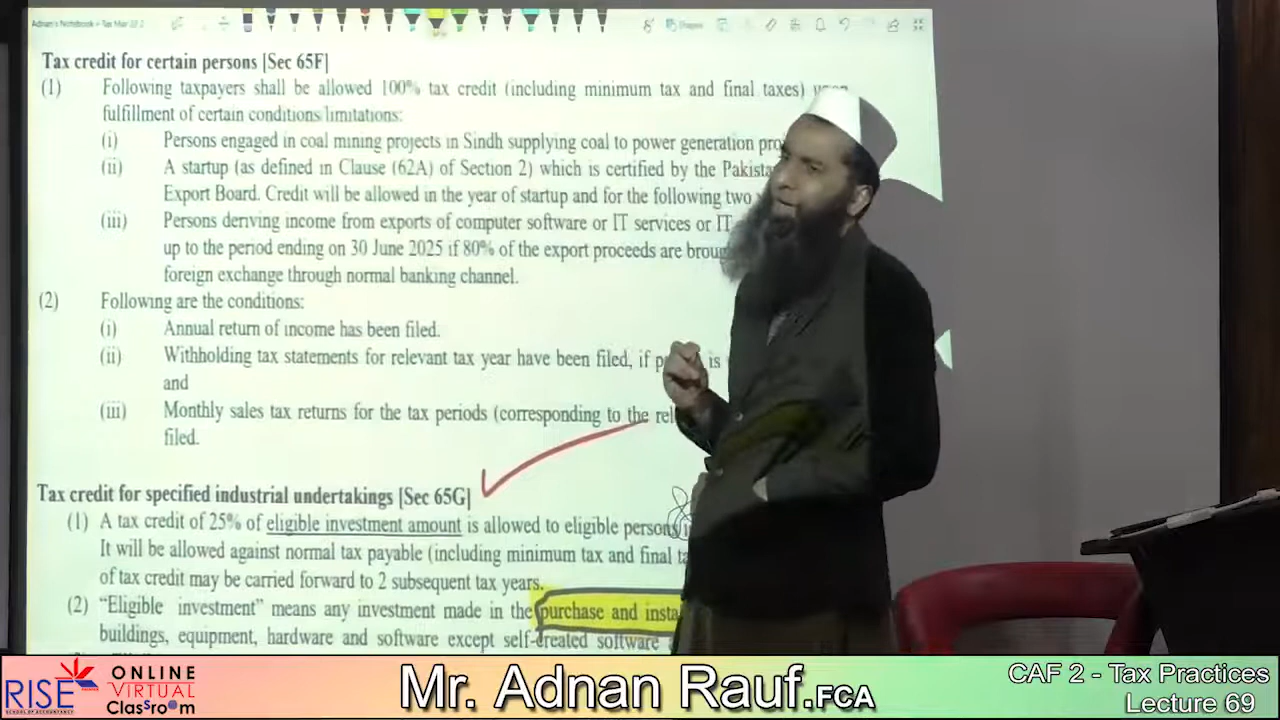 Adnan's Notebook » Tax Mar 22 2
Shapes
Tax credit for certain persons [Sec 65F]
(1) Following taxpayers shall be allowed 100% tax credit (including minimum tax and final taxes)
fulfillment of certain conditions/limitations:
(i) Persons engaged in coal mining projects in Sindh supplying coal to power generation
(ii) A startup (as defined in Clause (62A) of Section 2) which is certified by the
Export Board. Credit will be allowed in the year of startup and for the following two
(iii) Persons deriving income from exports of computer software or IT services or IT
up to the period ending on 30 June 2025 if 80% of the export proceeds are
foreign exchange through normal banking channel.
(2) Following are the conditions:
(i) Annual return of income has been filed.
(ii) Withholding tax statements for relevant tax year have been filed, if is
and
(iii) Monthly sales tax returns for the tax periods (corresponding to the
filed.
Tax credit for specified industrial undertakings [Sec 65G]
(1) A tax credit of 25% of eligible investment amount is allowed to eligible persons
It will be allowed against normal tax payable (including minimum tax and final
of tax credit may be carried forward to 2 subsequent tax years.
(2) "Eligible investment" means any investment made in the purchase and
buildings, equipment, hardware and software except self-created software
RISE
SCHOOL OF ACCOUNTANCY
ONLINE
VIRTUAL
Classroom
Mr. Adnan Rauf.FCA
CAF 2 - Tax Practices
Lecture 69